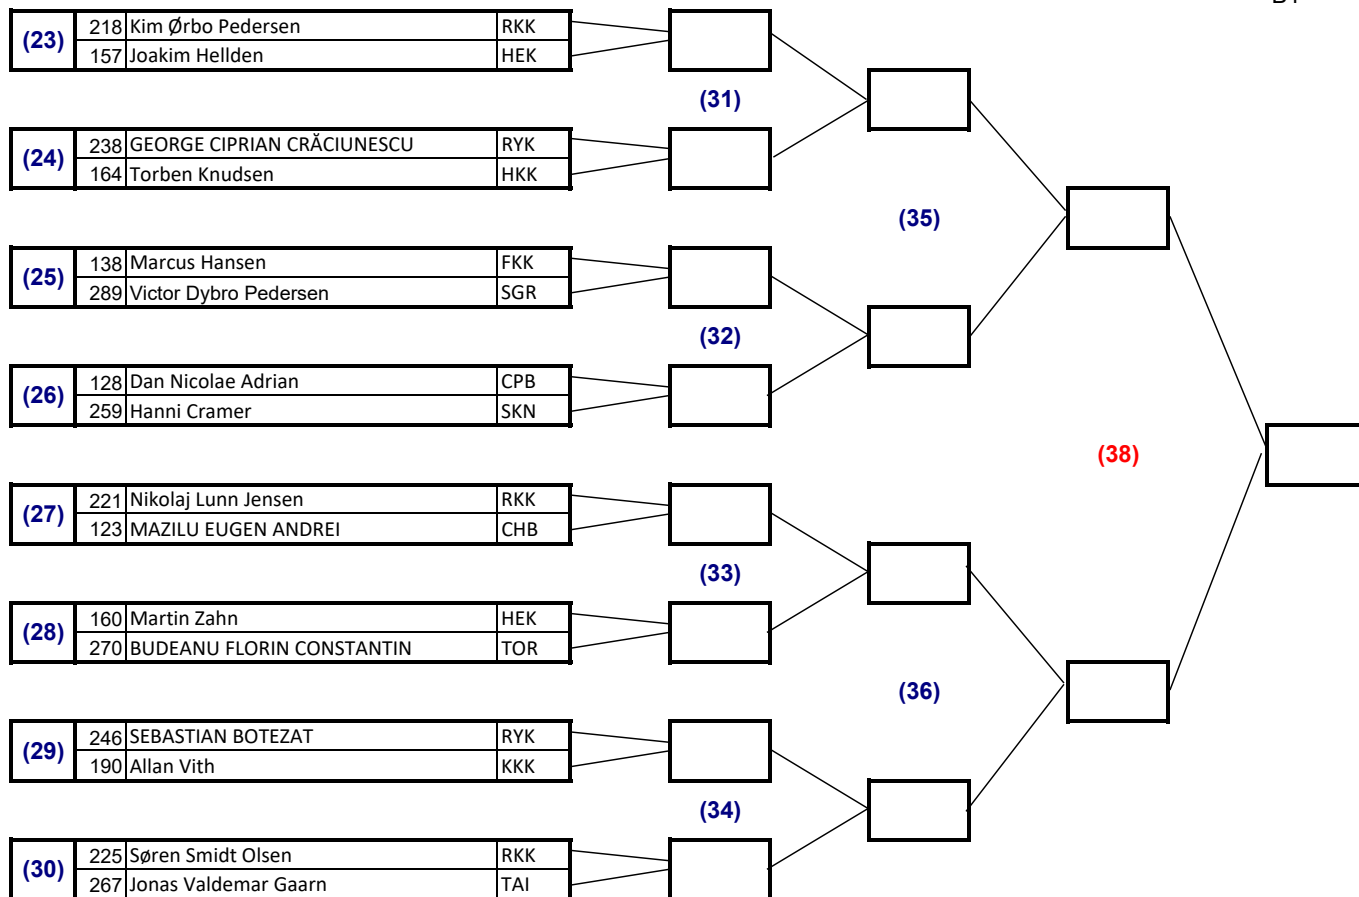 (23) 218 Kim Ørbo Pedersen RKK
157 Joakim Hellden HEK
(31)
(24) 238 GEORGE CIPRIAN CRĂCIUNESCU RYK
164 Torben Knudsen HKK
(35)
(25) 138 Marcus Hansen FKK
289 Victor Dybro Pedersen SGR
(32)
(26) 128 Dan Nicolae Adrian CPB
259 Hanni Cramer SKN
(38)
(27) 221 Nikolaj Lunn Jensen RKK
123 MAZILU EUGEN ANDREI CHB
(33)
(28) 160 Martin Zahn HEK
270 BUDEANU FLORIN CONSTANTIN TOR
(36)
(29) 246 SEBASTIAN BOTEZAT RYK
190 Allan Vith KKK
(34)
(30) 225 Søren Smidt Olsen RKK
267 Jonas Valdemar Gaarn TAI